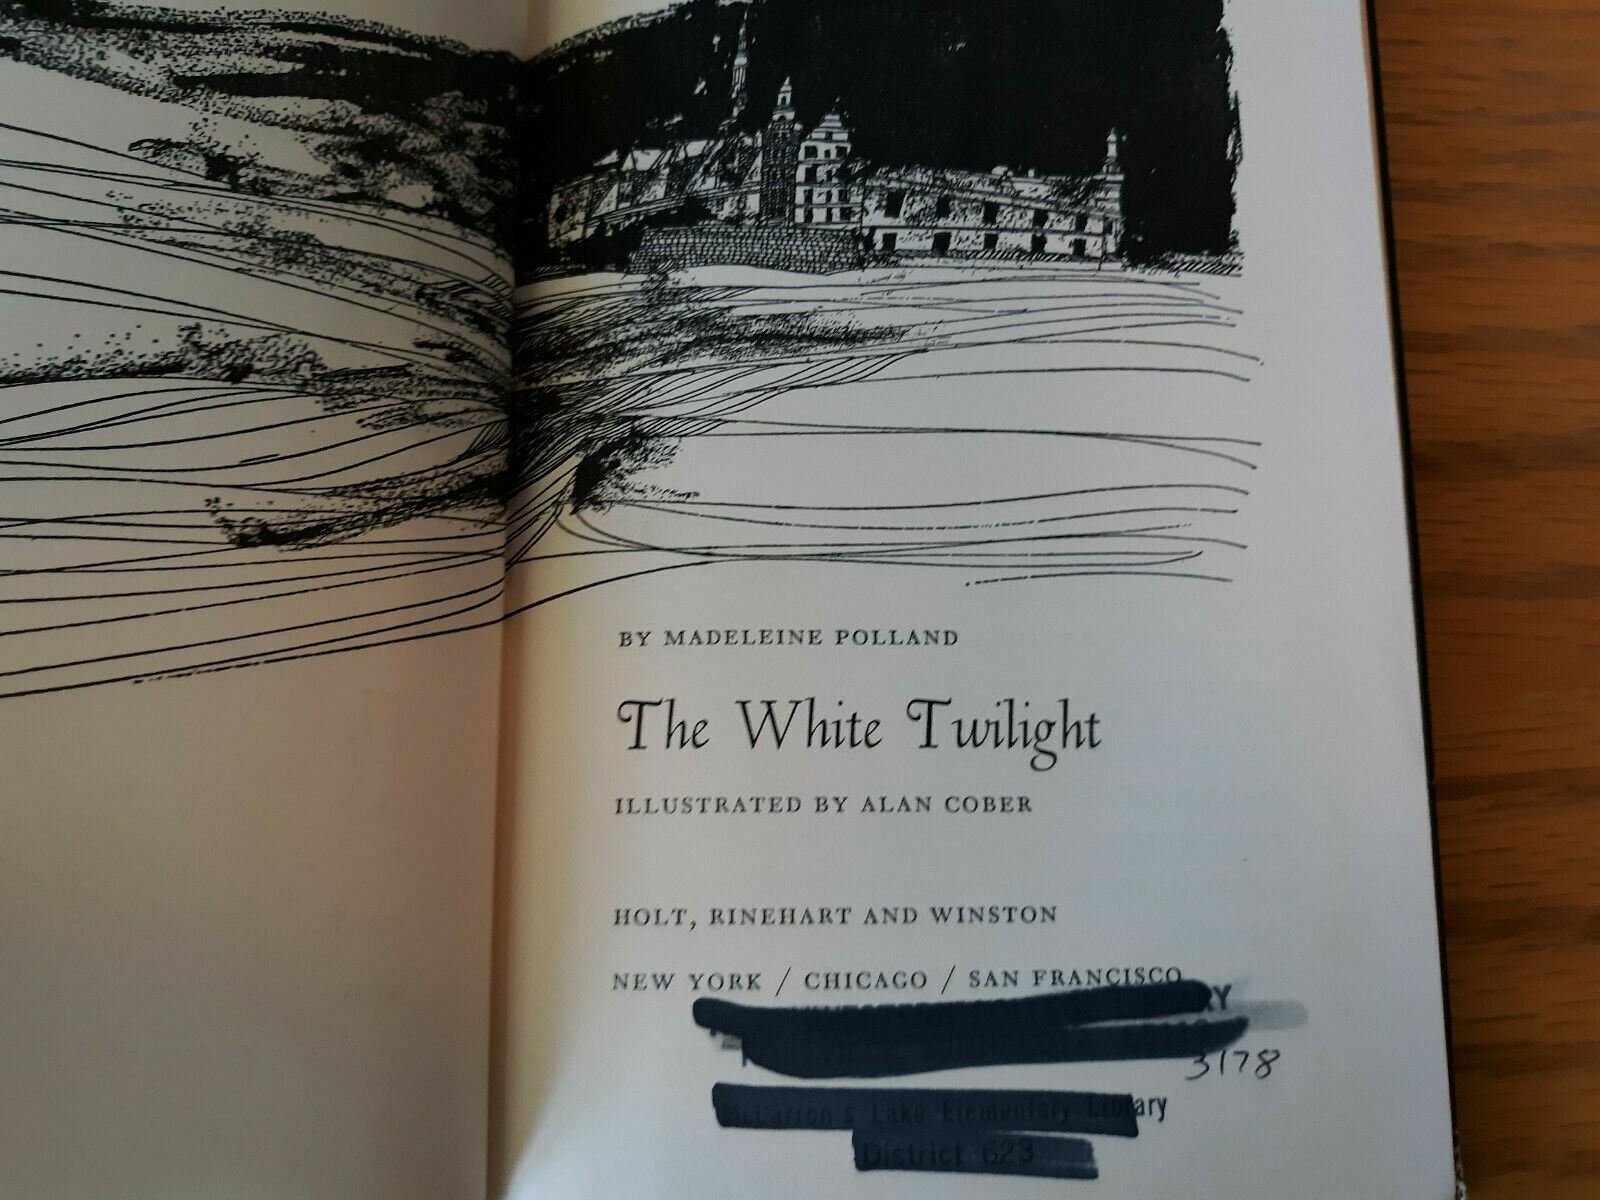 BY MADELEINE POLLAND
The White Twilight
ILLUSTRATED BY ALAN COBER
HOLT, RINEHART AND WINSTON
NEW YORK / CHICAGO / SAN FRANCISCO
3178
McCarron's Lake Elementary Library
District 623